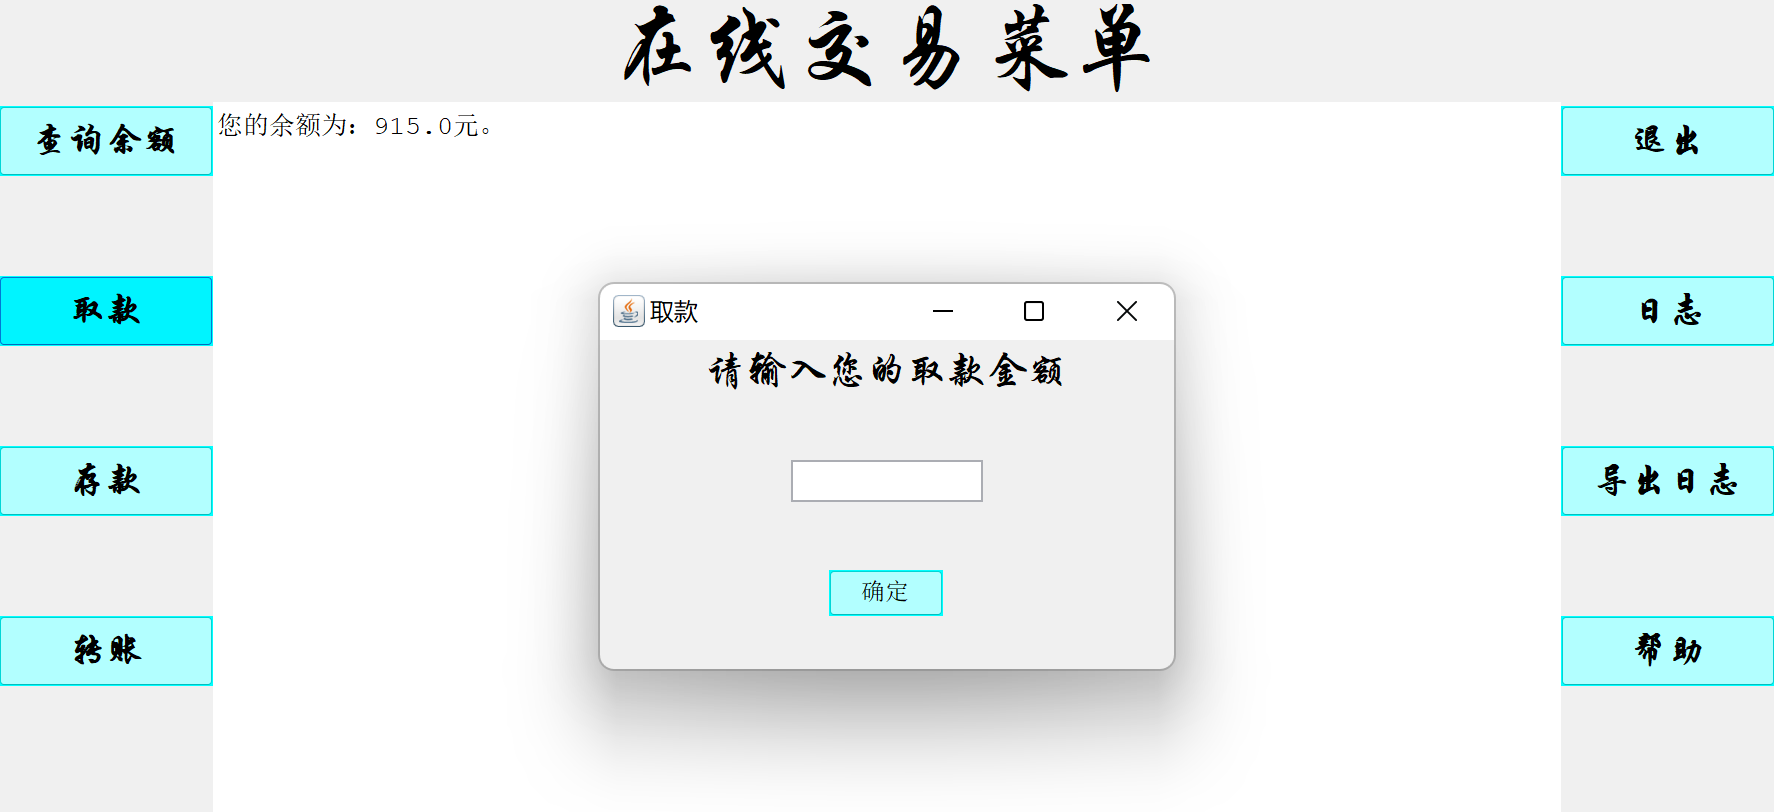 在线交易菜单
查询余额
您的余额为：915.0元。
退出
取款
取款
日志
请输入您的取款金额
存款
导出日志
确定
转账
帮助